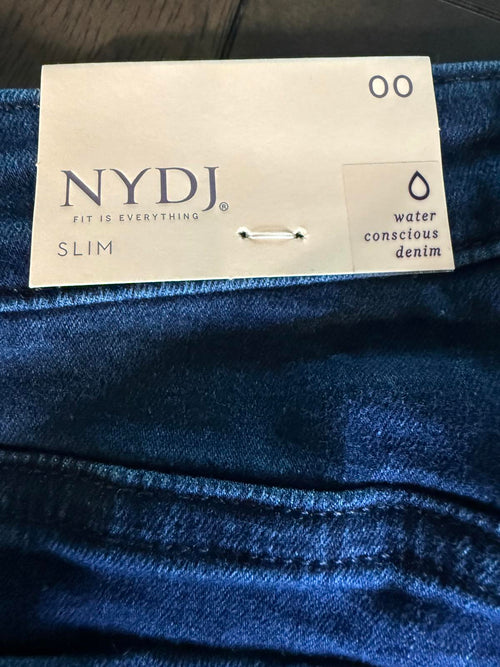 00
NYDJ®
FIT IS EVERYTHING
SLIM
water
conscious
denim